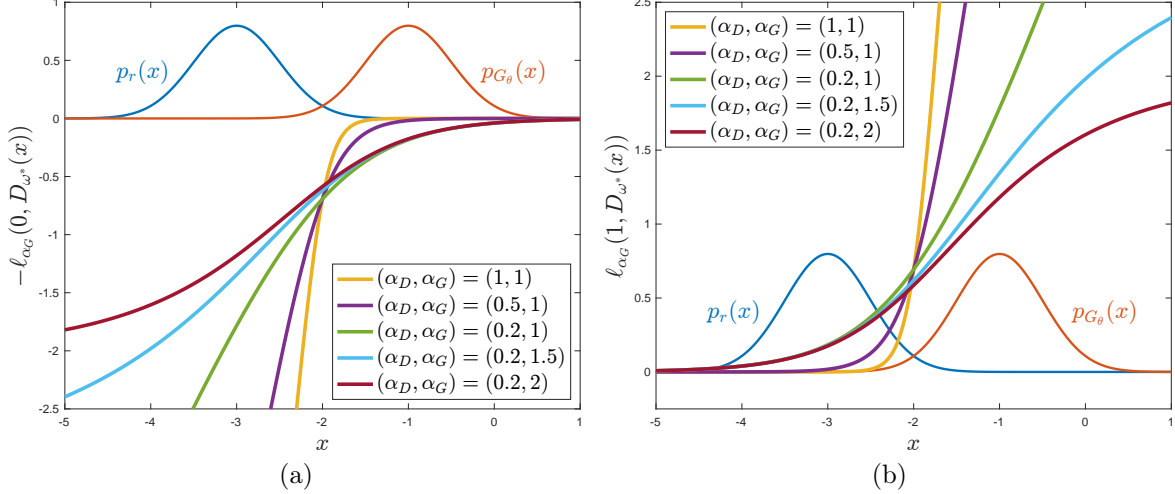 1
0.5
0
-0.5
-1
-1.5
-2
-2.5
-5
-4
-3
-2
-1
0
1
−ℓ_{α_G}(0, D_{ω*}(x))
x
p_r(x)
p_{G_θ}(x)
(α_D, α_G) = (1, 1)
(α_D, α_G) = (0.5, 1)
(α_D, α_G) = (0.2, 1)
(α_D, α_G) = (0.2, 1.5)
(α_D, α_G) = (0.2, 2)
(a)
2.5
2
1.5
1
0.5
0
-5
-4
-3
-2
-1
0
1
ℓ_{α_G}(1, D_{ω*}(x))
x
(α_D, α_G) = (1, 1)
(α_D, α_G) = (0.5, 1)
(α_D, α_G) = (0.2, 1)
(α_D, α_G) = (0.2, 1.5)
(α_D, α_G) = (0.2, 2)
p_r(x)
p_{G_θ}(x)
(b)